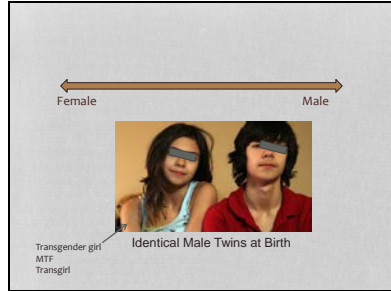 Female Male
Identical Male Twins at Birth
Transgender girl
MTF
Transgirl